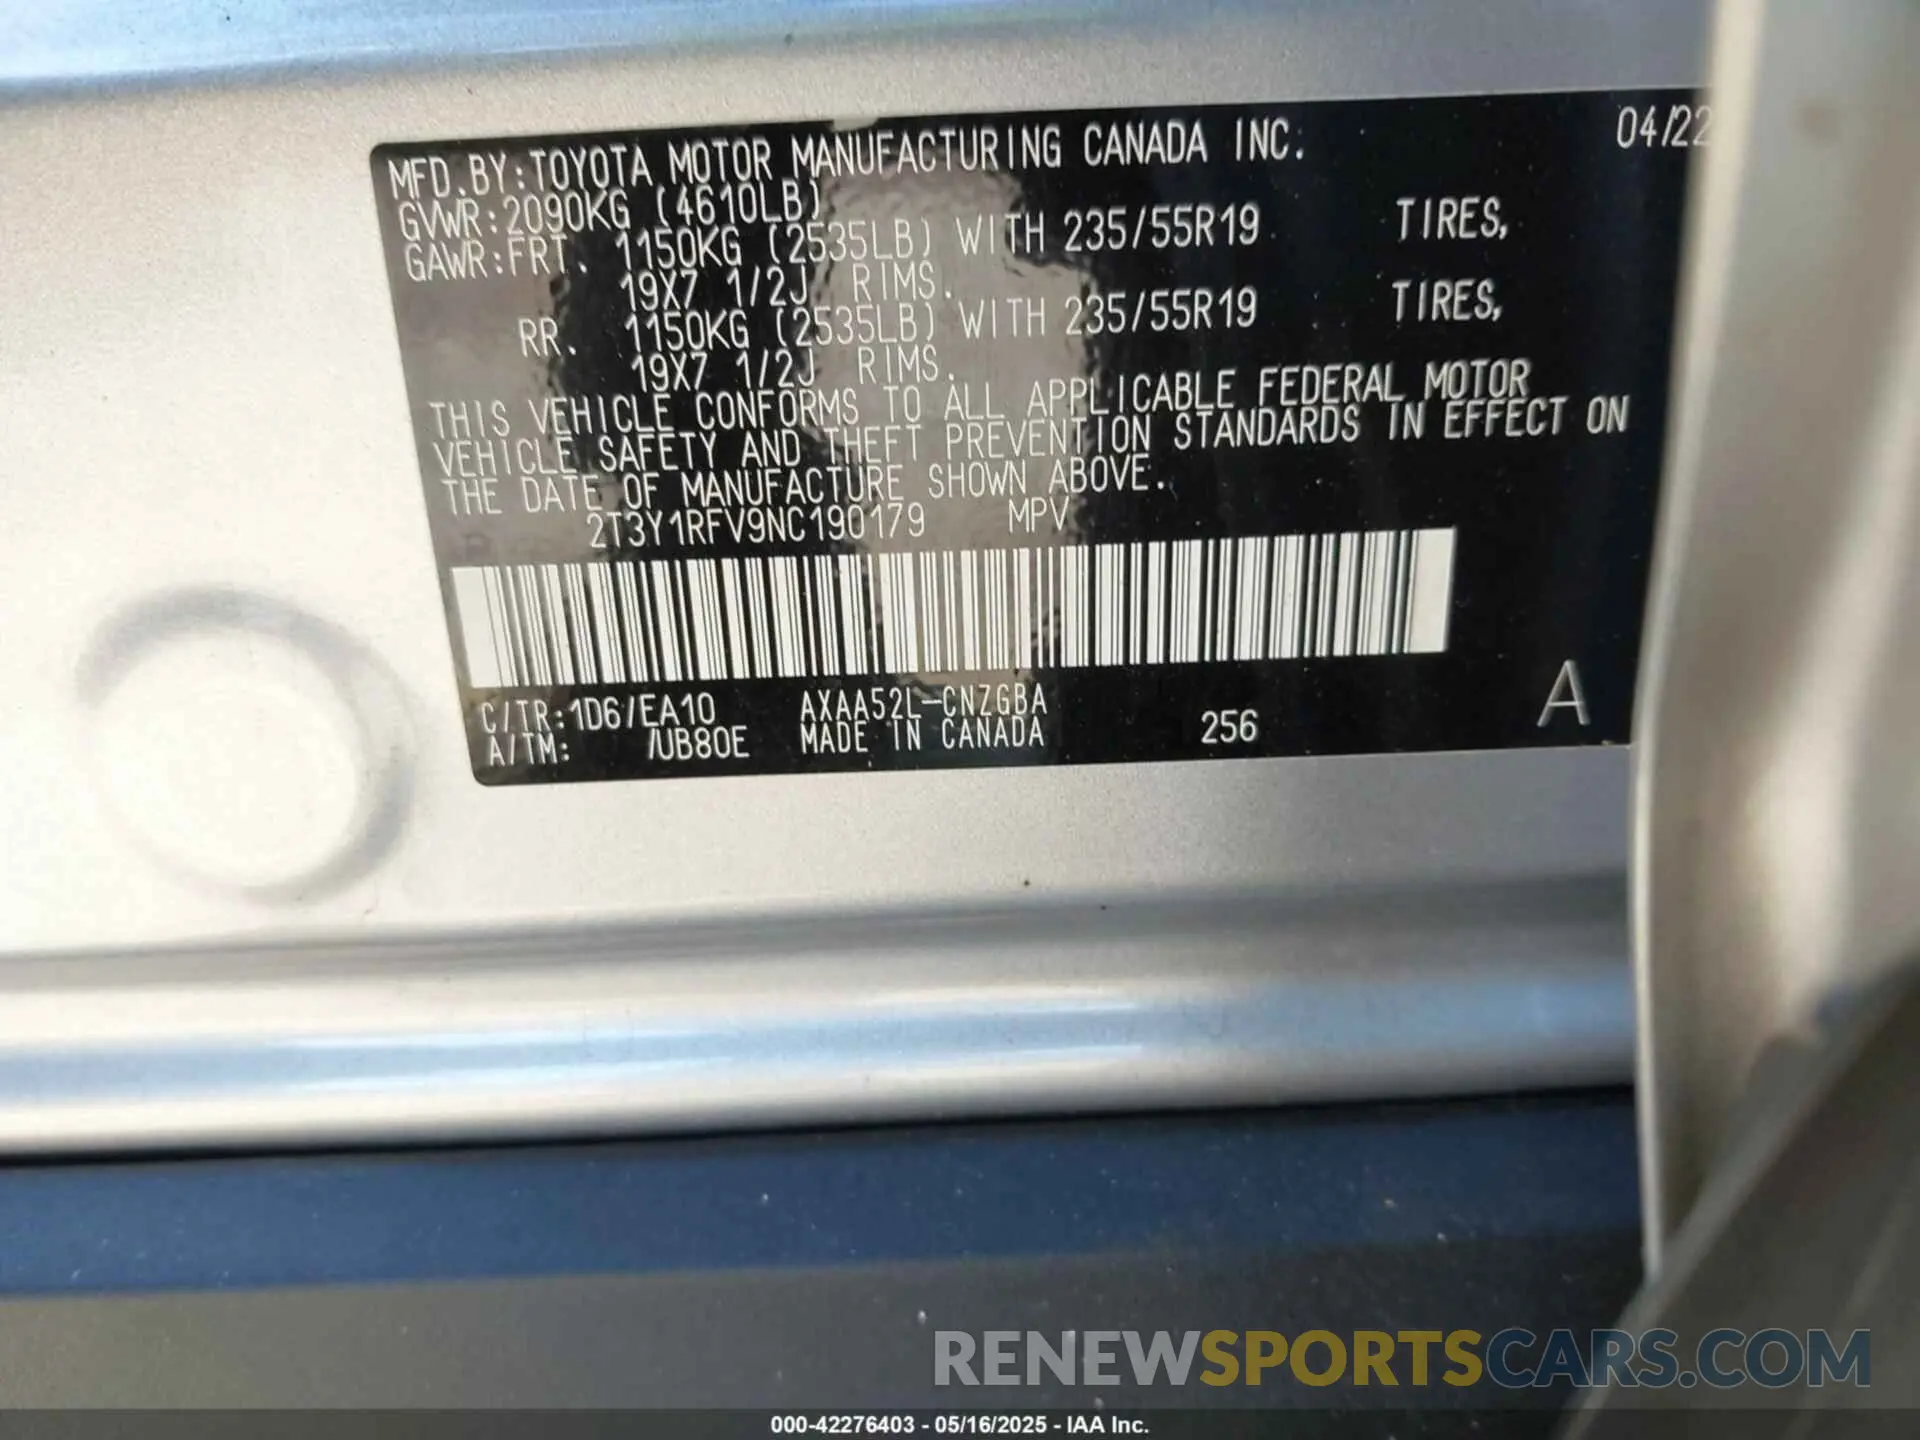 MFD.BY:TOYOTA MOTOR MANUFACTURING CANADA INC. 04/22
GVWR:2090KG (4610LB)
GAWR:FRT. 1150KG (2535LB) WITH 235/55R19 TIRES,
19X7 1/2J RIMS.
RR. 1150KG (2535LB) WITH 235/55R19 TIRES,
19X7 1/2J RIMS.
THIS VEHICLE CONFORMS TO ALL APPLICABLE FEDERAL MOTOR
VEHICLE SAFETY AND THEFT PREVENTION STANDARDS IN EFFECT ON
THE DATE OF MANUFACTURE SHOWN ABOVE.
2T3Y1RFV9NC190179 MPV
C/TR:1D6/EA10 AXAA52L-CNZGBA
A/TM: /UB80E MADE IN CANADA 256 A
RENEWSPORTSCARS.COM
000-42276403 - 05/16/2025 - IAA Inc.